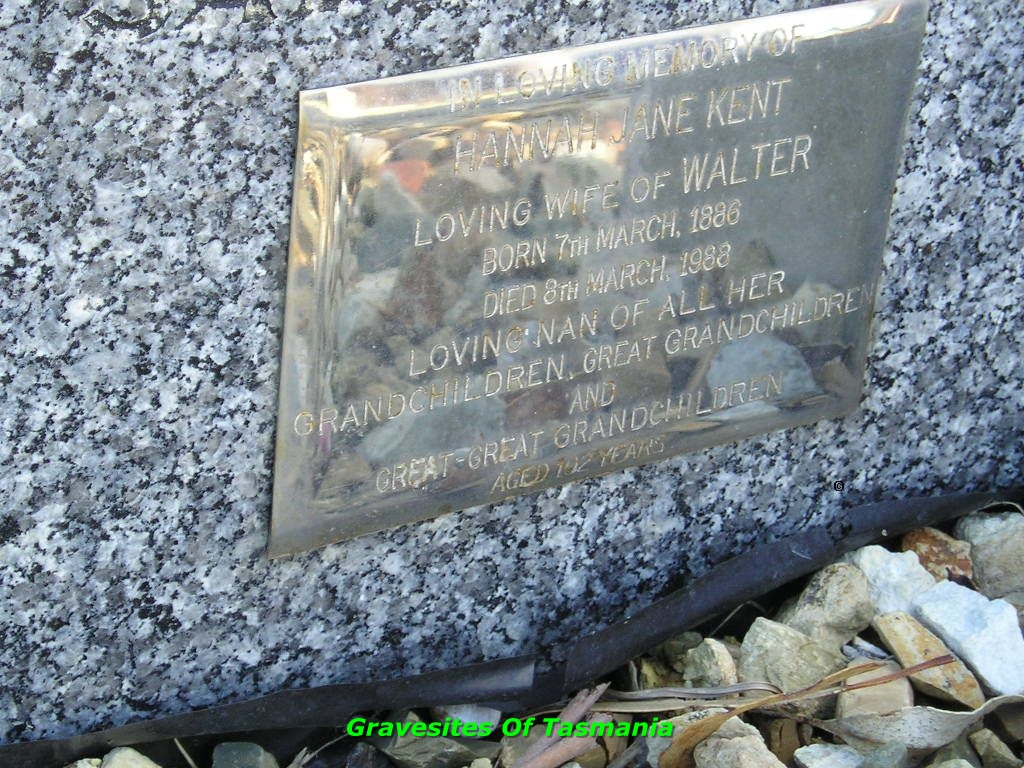 IN LOVING MEMORY OF
HANNAH JANE KENT
LOVING WIFE OF WALTER
BORN 7TH MARCH, 1886
DIED 8TH MARCH, 1988
LOVING NAN OF ALL HER
GRANDCHILDREN, GREAT GRANDCHILDREN
AND
GREAT-GREAT GRANDCHILDREN
AGED 102 YEARS
Gravesites Of Tasmania